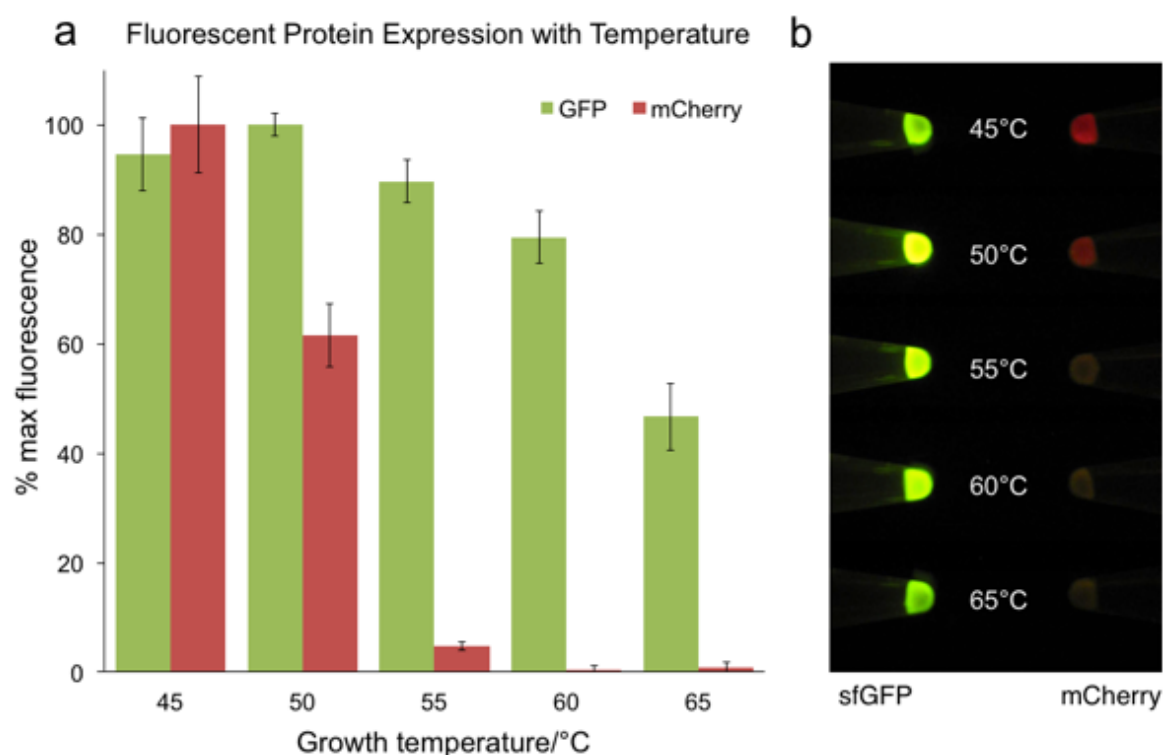 a Fluorescent Protein Expression with Temperature
GFP mCherry
% max fluorescence
100
80
60
40
20
0
45 50 55 60 65
Growth temperature/°C
b
45°C
50°C
55°C
60°C
65°C
sfGFP mCherry